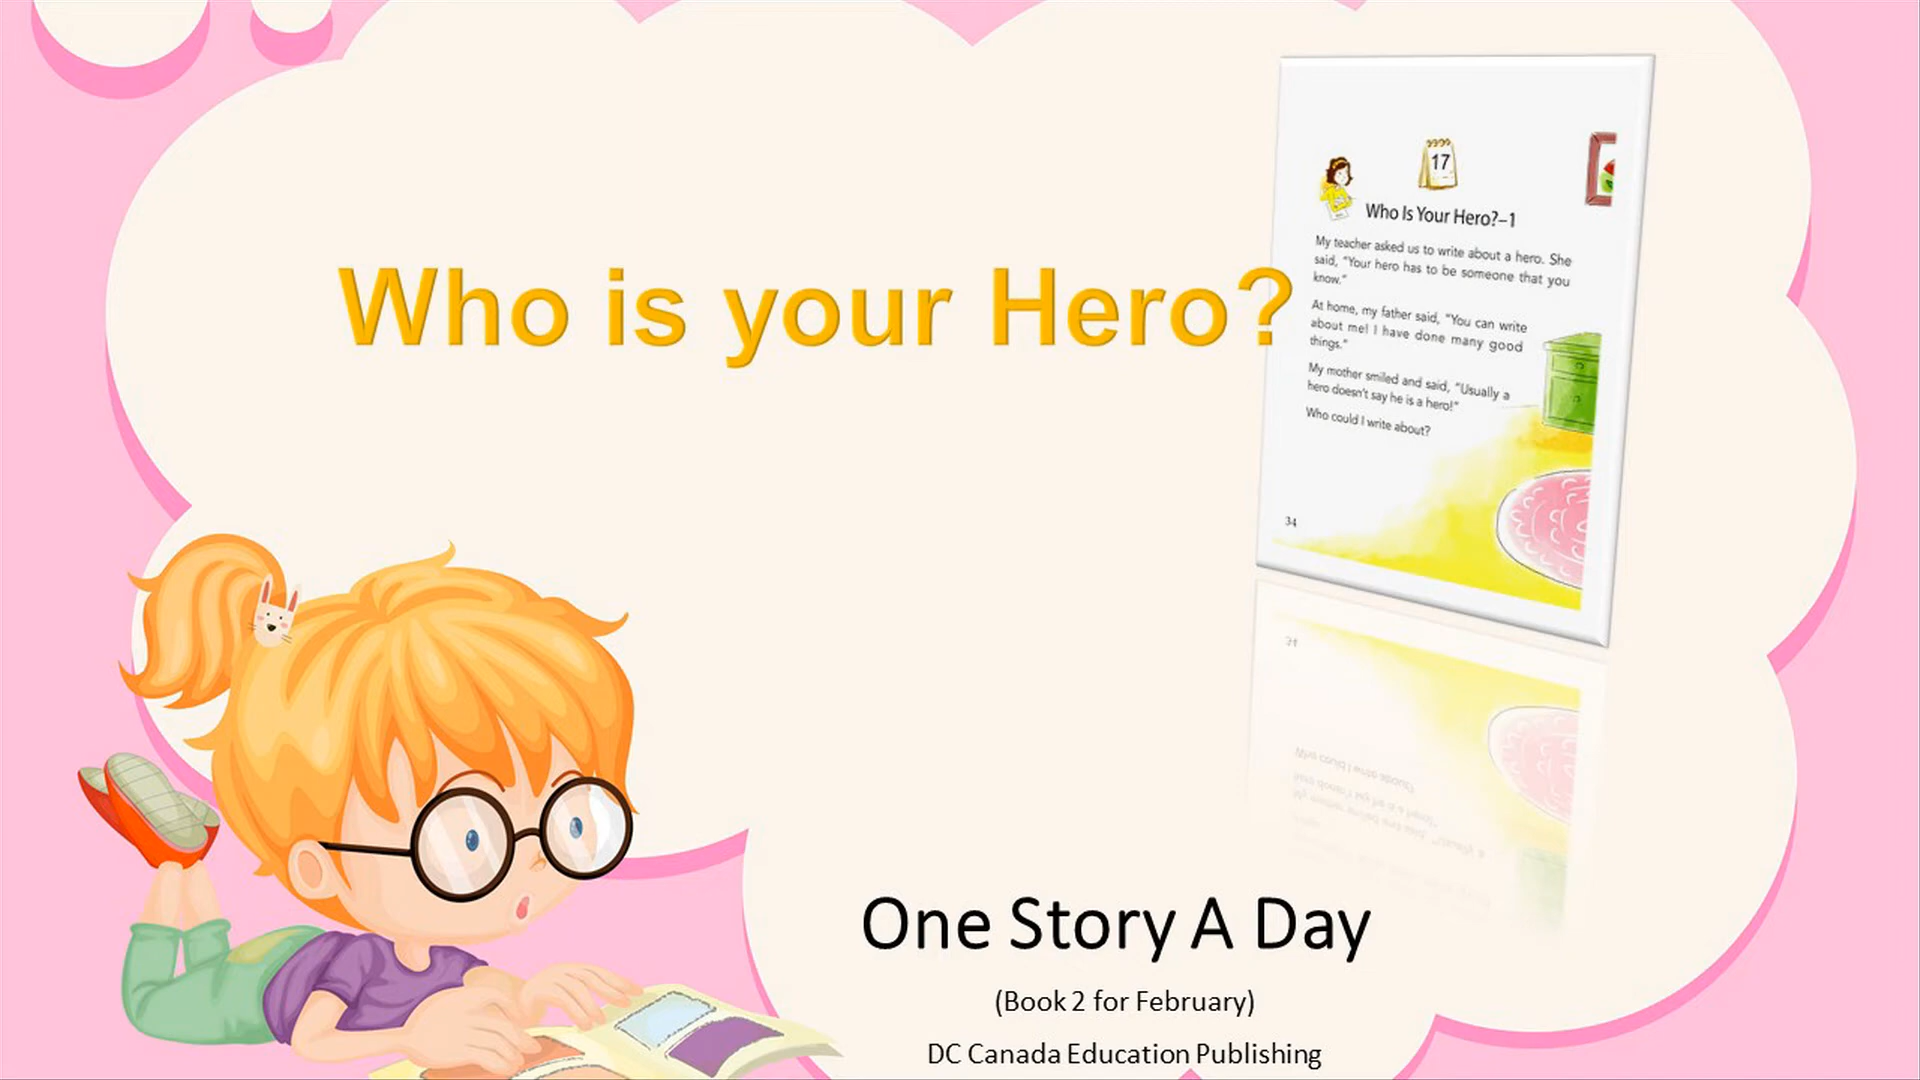 Who is your Hero?
17
Who Is Your Hero?–1
My teacher asked us to write about a hero. She
said, “Your hero has to be someone that you
know.”
At home, my father said, “You can write
about me! I have done many good
things.”
My mother smiled and said, “Usually a
hero doesn’t say he is a hero!”
Who could I write about?
34
One Story A Day
(Book 2 for February)
DC Canada Education Publishing